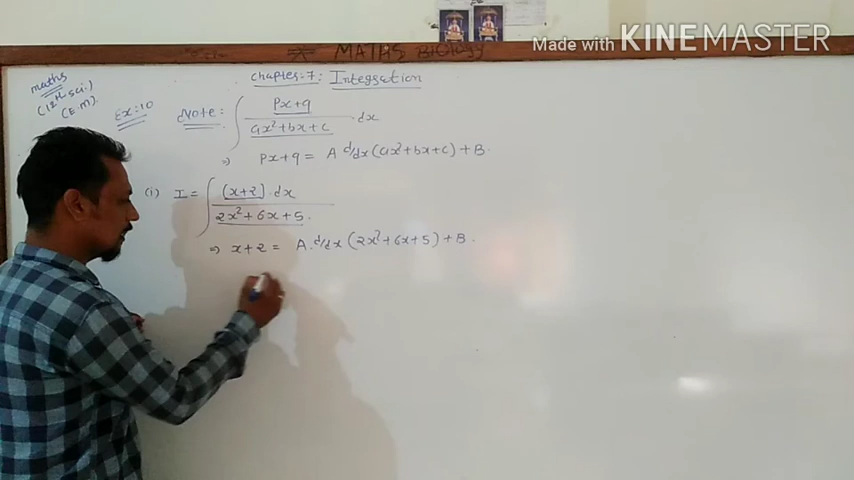 Made with KINEMASTER
MATHS BIOLOGY
Chapter-7: Integration
maths
(12th sci.)
(E.M)
Ex:10
Note: ∫ px+q / ax²+bx+c · dx
⇒ px+q = A d/dx (ax²+bx+c) + B.
(i) I = ∫ (x+2) · dx / 2x²+6x+5.
⇒ x+2 = A. d/dx (2x²+6x+5) + B.